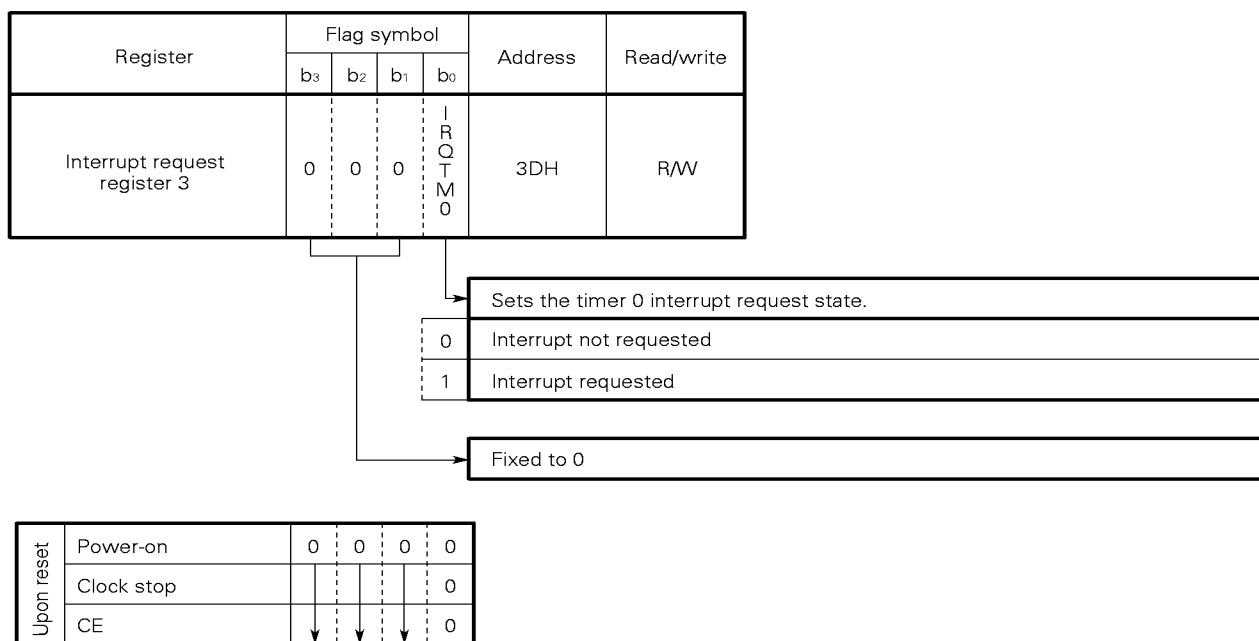 Register Flag symbol Address Read/write
b3 b2 b1 b0
Interrupt request
register 3
0 0 0 IRQTM0 3DH R/W
Sets the timer 0 interrupt request state.
0 Interrupt not requested
1 Interrupt requested
Fixed to 0
Upon reset
Power-on 0 0 0 0
Clock stop 0
CE 0